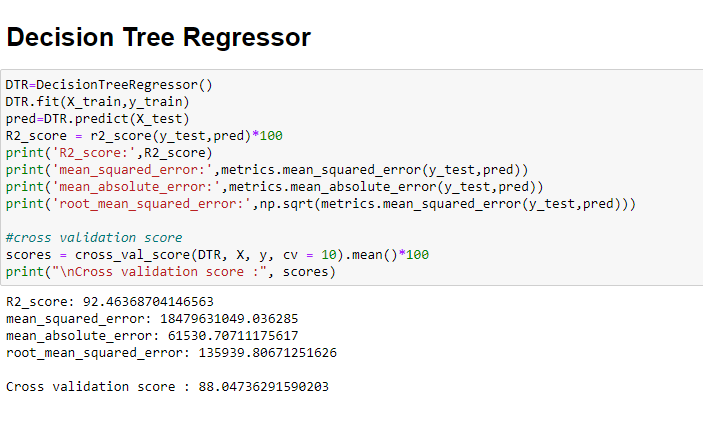 Decision Tree Regressor
DTR=DecisionTreeRegressor()
DTR.fit(X_train,y_train)
pred=DTR.predict(X_test)
R2_score = r2_score(y_test,pred)*100
print('R2_score:',R2_score)
print('mean_squared_error:',metrics.mean_squared_error(y_test,pred))
print('mean_absolute_error:',metrics.mean_absolute_error(y_test,pred))
print('root_mean_squared_error:',np.sqrt(metrics.mean_squared_error(y_test,pred)))
#cross validation score
scores = cross_val_score(DTR, X, y, cv = 10).mean()*100
print("\nCross validation score :", scores)
R2_score: 92.46368704146563
mean_squared_error: 18479631049.036285
mean_absolute_error: 61530.70711175617
root_mean_squared_error: 135939.80671251626
Cross validation score : 88.04736291590203